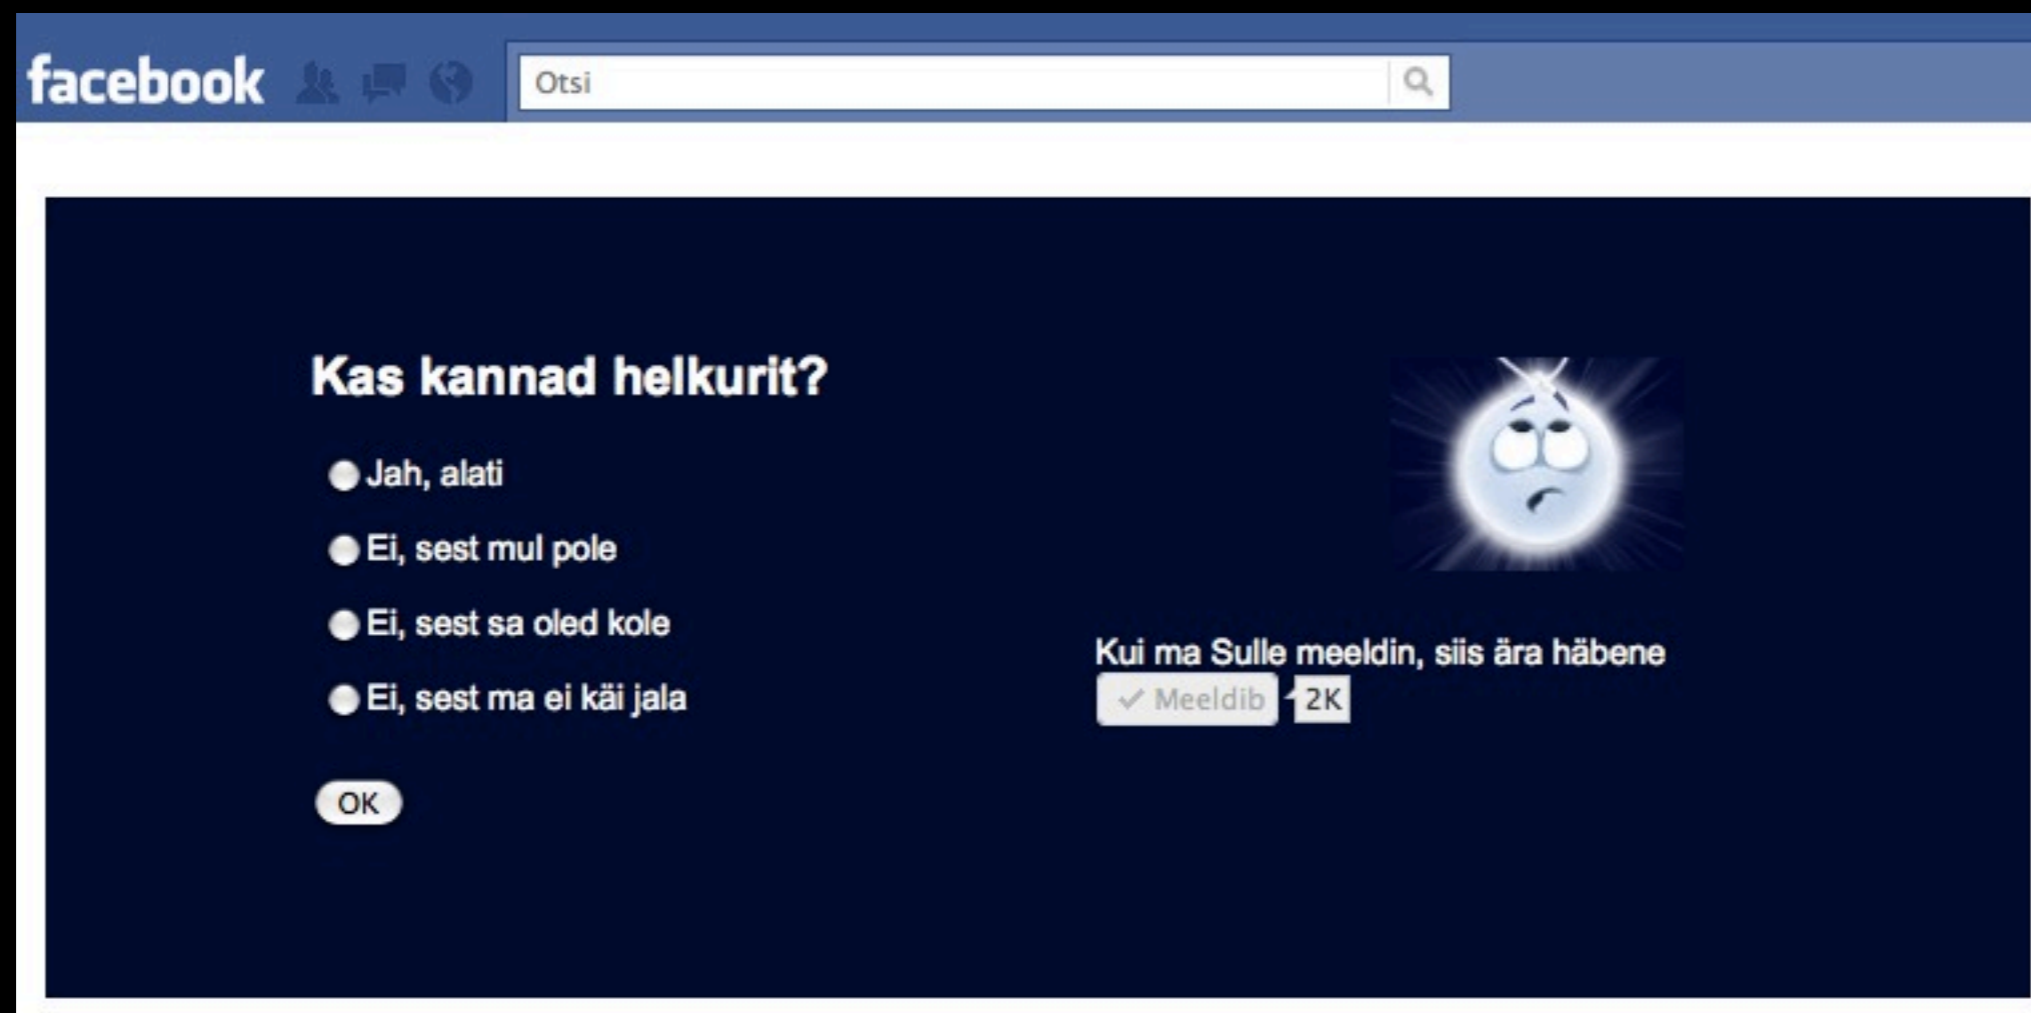 facebook
Otsi
Kas kannad helkurit?
Jah, alati
Ei, sest mul pole
Ei, sest sa oled kole
Ei, sest ma ei käi jala
OK
Kui ma Sulle meeldin, siis ära häbene
Meeldib 2K